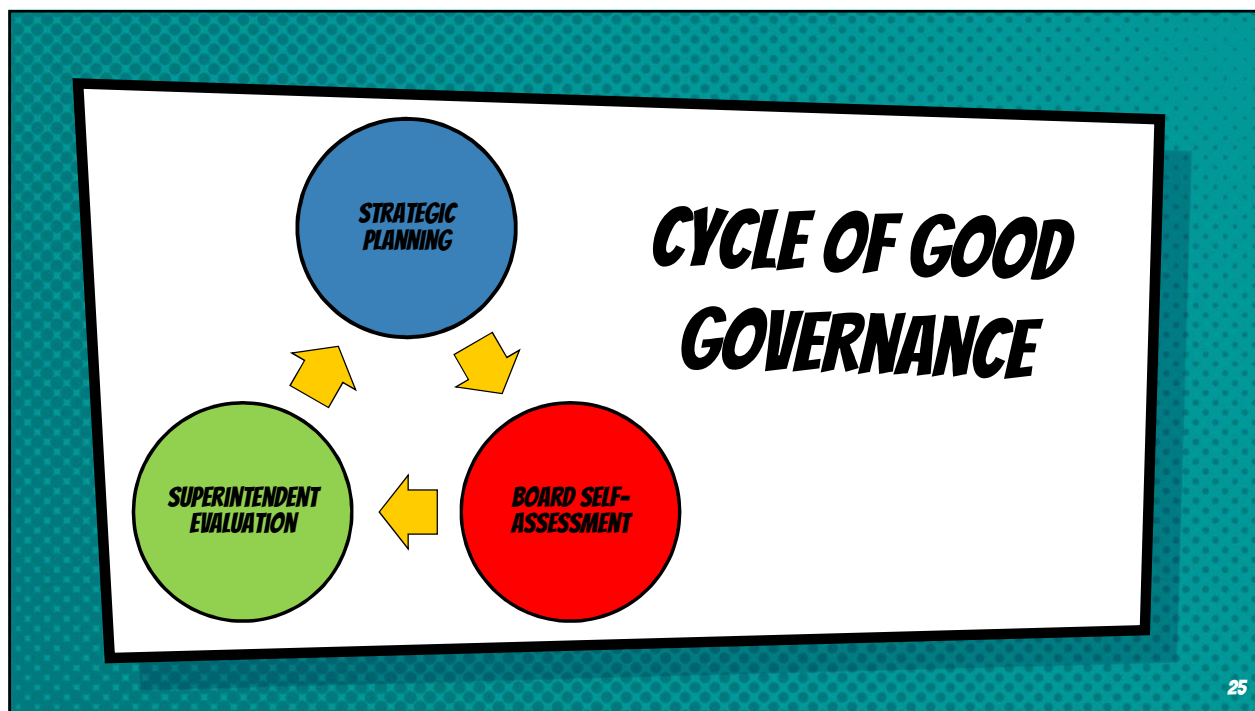 STRATEGIC
PLANNING
CYCLE OF GOOD
GOVERNANCE
SUPERINTENDENT
EVALUATION
BOARD SELF-
ASSESSMENT
25